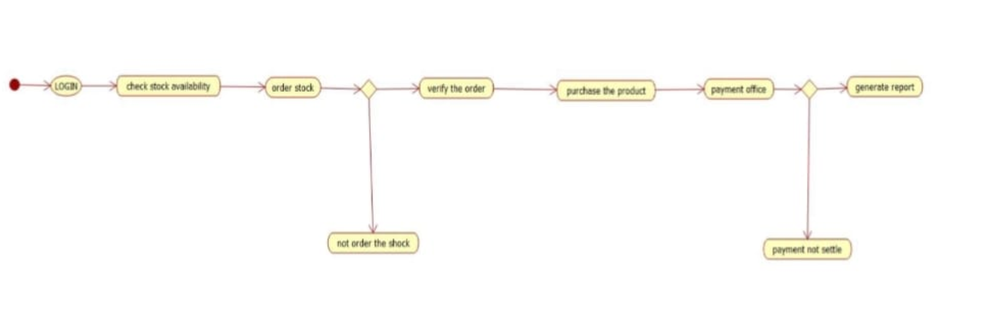 LOGIN
check stock availability
order stock
verify the order
purchase the product
payment office
generate report
not order the shock
payment not settle